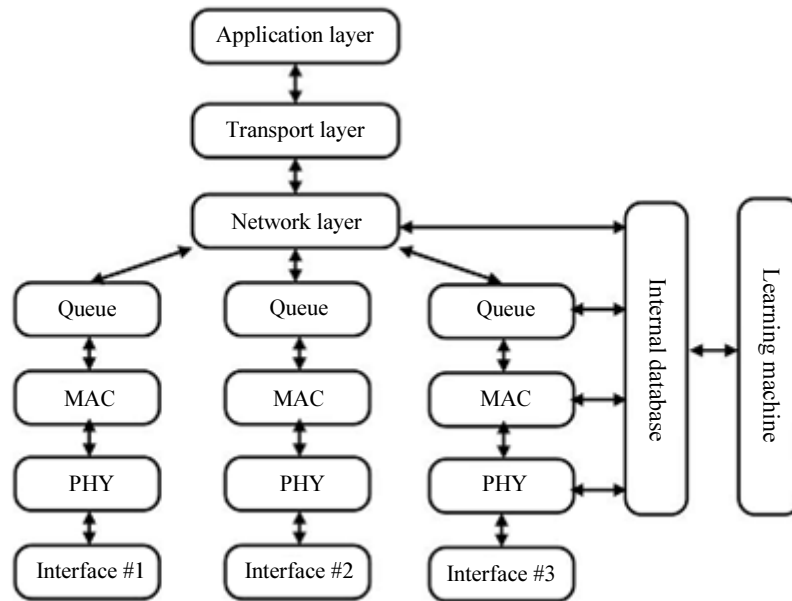 Application layer
Transport layer
Network layer
Queue
Queue
Queue
MAC
MAC
MAC
PHY
PHY
PHY
Interface #1
Interface #2
Interface #3
Internal database
Learning machine